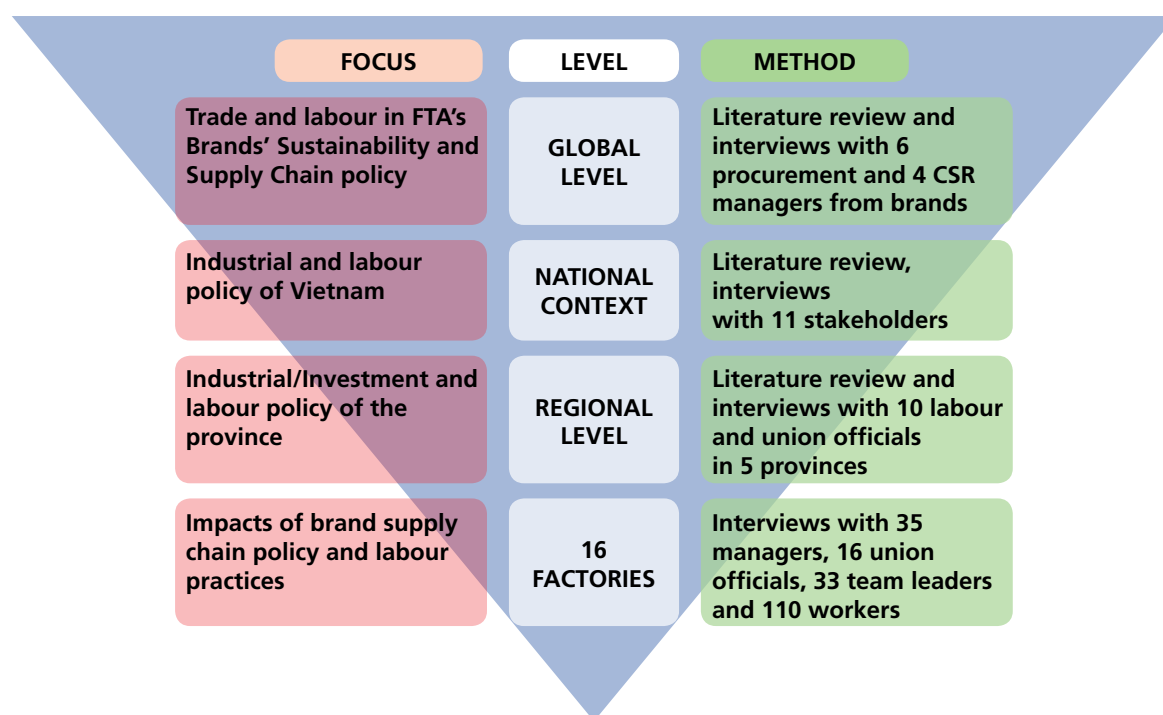 FOCUS
LEVEL
METHOD
Trade and labour in FTA's
Brands' Sustainability and
Supply Chain policy
GLOBAL
LEVEL
Literature review and
interviews with 6
procurement and 4 CSR
managers from brands
Industrial and labour
policy of Vietnam
NATIONAL
CONTEXT
Literature review,
interviews
with 11 stakeholders
Industrial/Investment and
labour policy of the
province
REGIONAL
LEVEL
Literature review and
interviews with 10 labour
and union officials
in 5 provinces
Impacts of brand supply
chain policy and labour
practices
16
FACTORIES
Interviews with 35
managers, 16 union
officials, 33 team leaders
and 110 workers